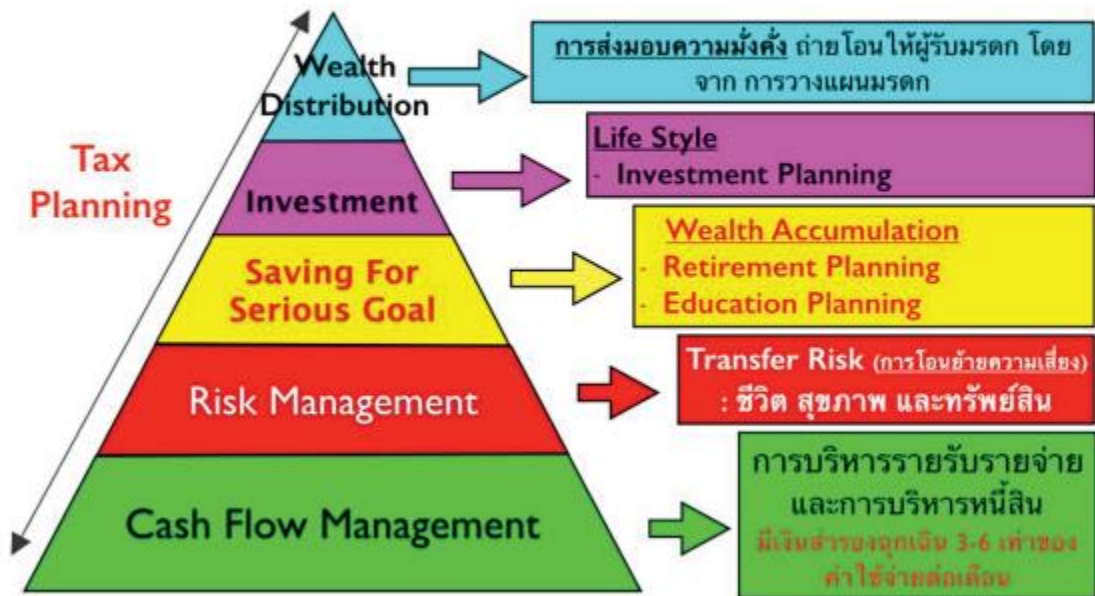 Wealth
Distribution
การส่งมอบความมั่งคั่ง ถ่ายโอนให้ผู้รับมรดก โดย
จาก การวางแผนมรดก
Tax
Planning
Investment
Life Style
- Investment Planning
Saving For
Serious Goal
Wealth Accumulation
- Retirement Planning
- Education Planning
Risk Management
Transfer Risk (การโอนย้ายความเสี่ยง)
: ชีวิต สุขภาพ และทรัพย์สิน
Cash Flow Management
การบริหารรายรับรายจ่าย
และการบริหารหนี้สิน
มีเงินสำรองฉุกเฉิน 3-6 เท่าของ
ค่าใช้จ่ายต่อเดือน